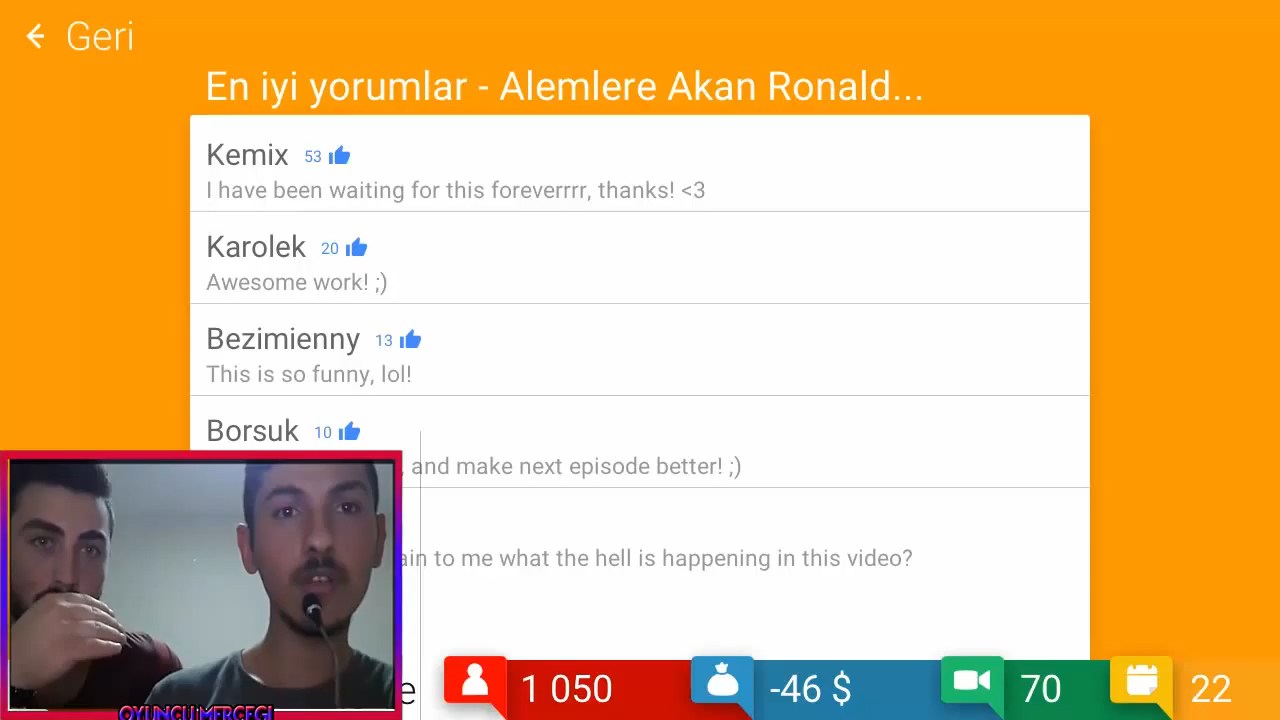 Geri
En iyi yorumlar - Alemlere Akan Ronald...
Kemix 53
I have been waiting for this foreverrrr, thanks! <3
Karolek 20
Awesome work! ;)
Bezimienny 13
This is so funny, lol!
Borsuk 10
, and make next episode better! ;)
ain to me what the hell is happening in this video?
e
1 050
-46 $
70
22
OYUNCU MERCEGI